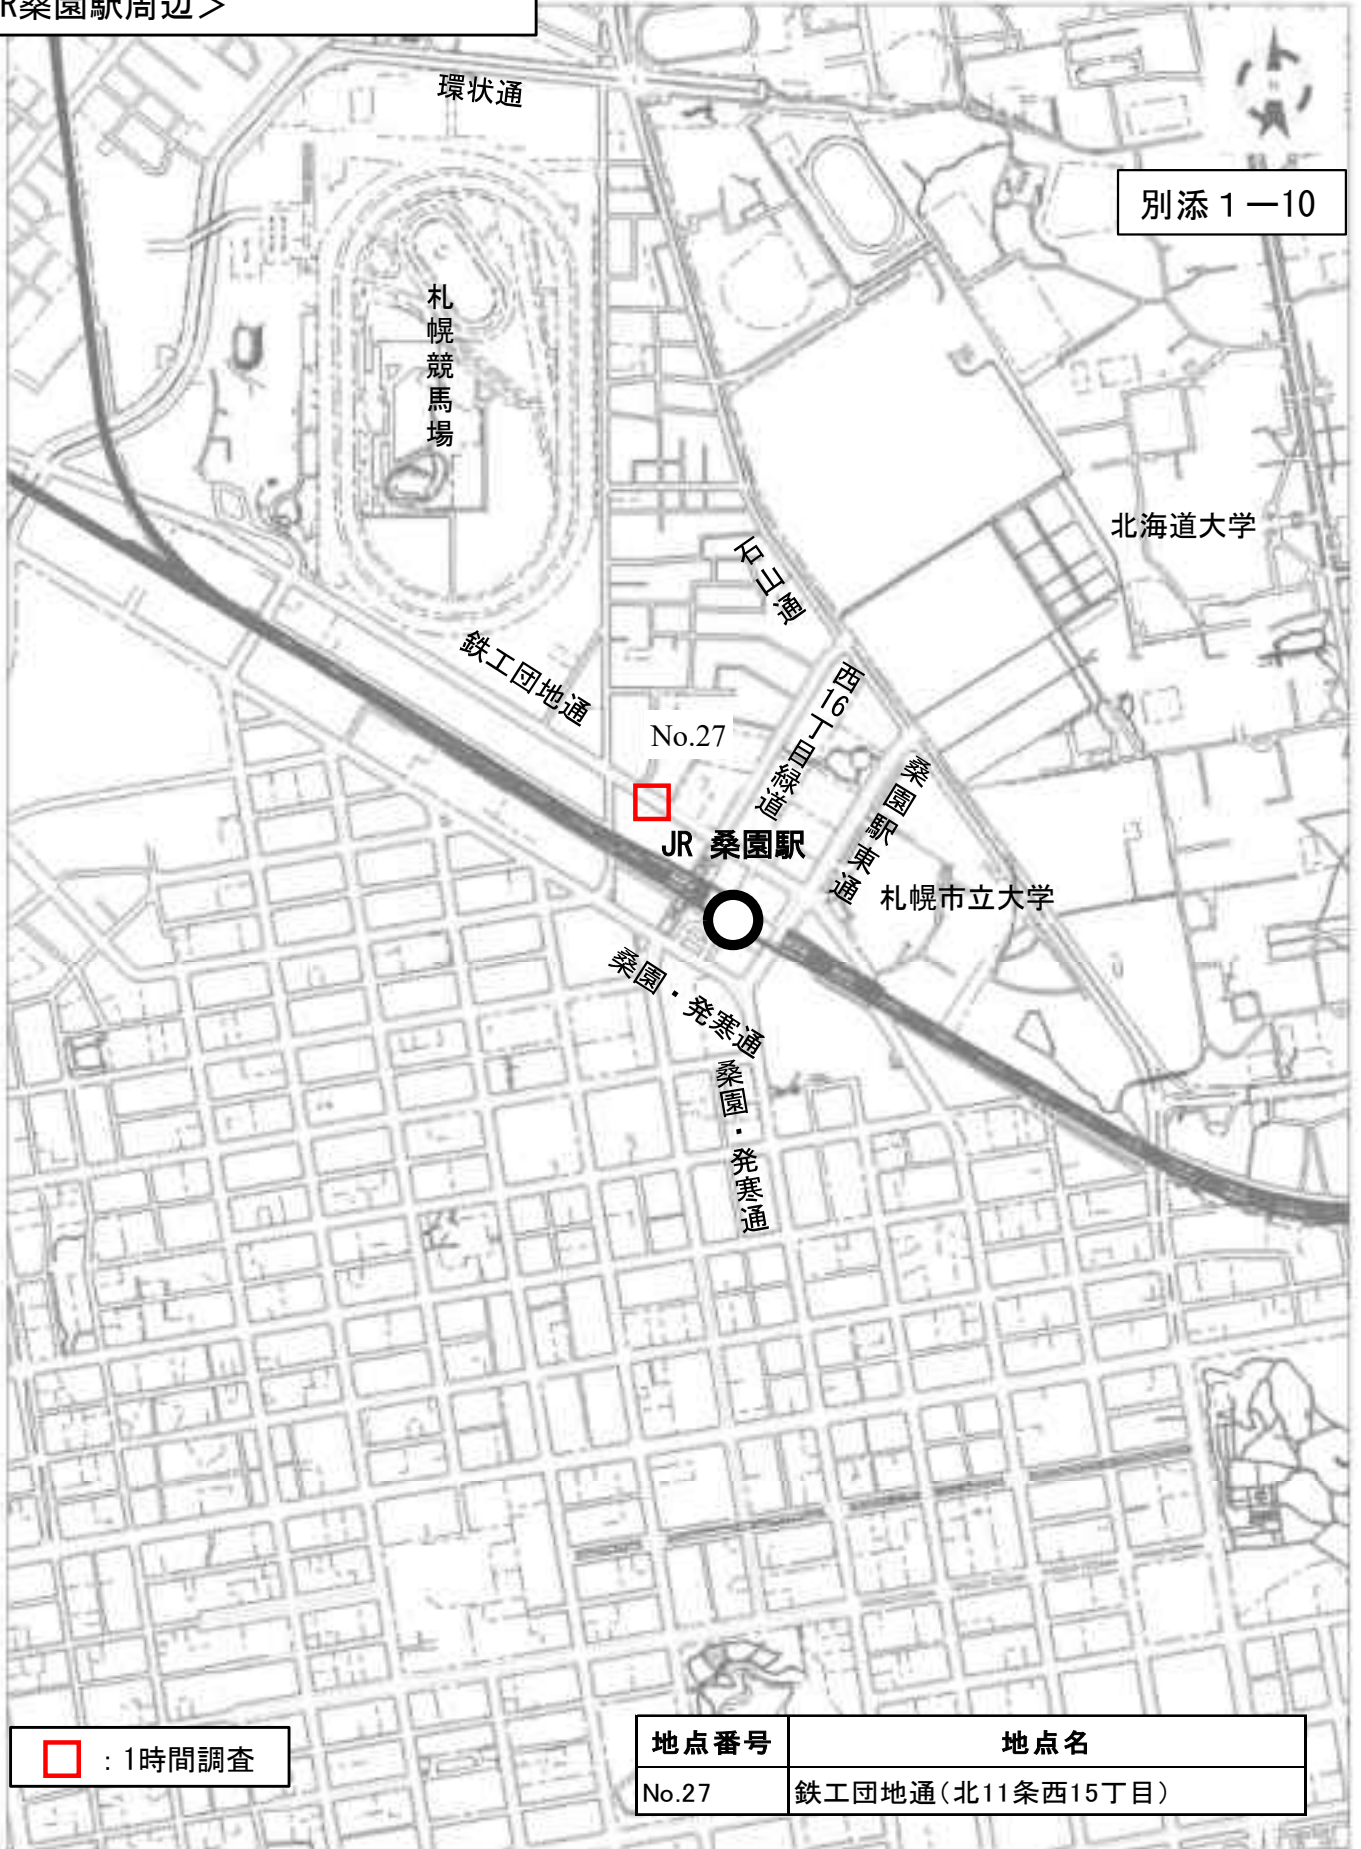 R桑園駅周辺＞
環状通
別添１ー10
札幌競馬場
北海道大学
石山通
鉄工団地通
西16丁目緑道
No.27
桑園駅東通
JR 桑園駅
札幌市立大学
桑園・発寒通
桑園・発寒通
：1時間調査
地点番号 地点名
No.27 鉄工団地通（北11条西15丁目）